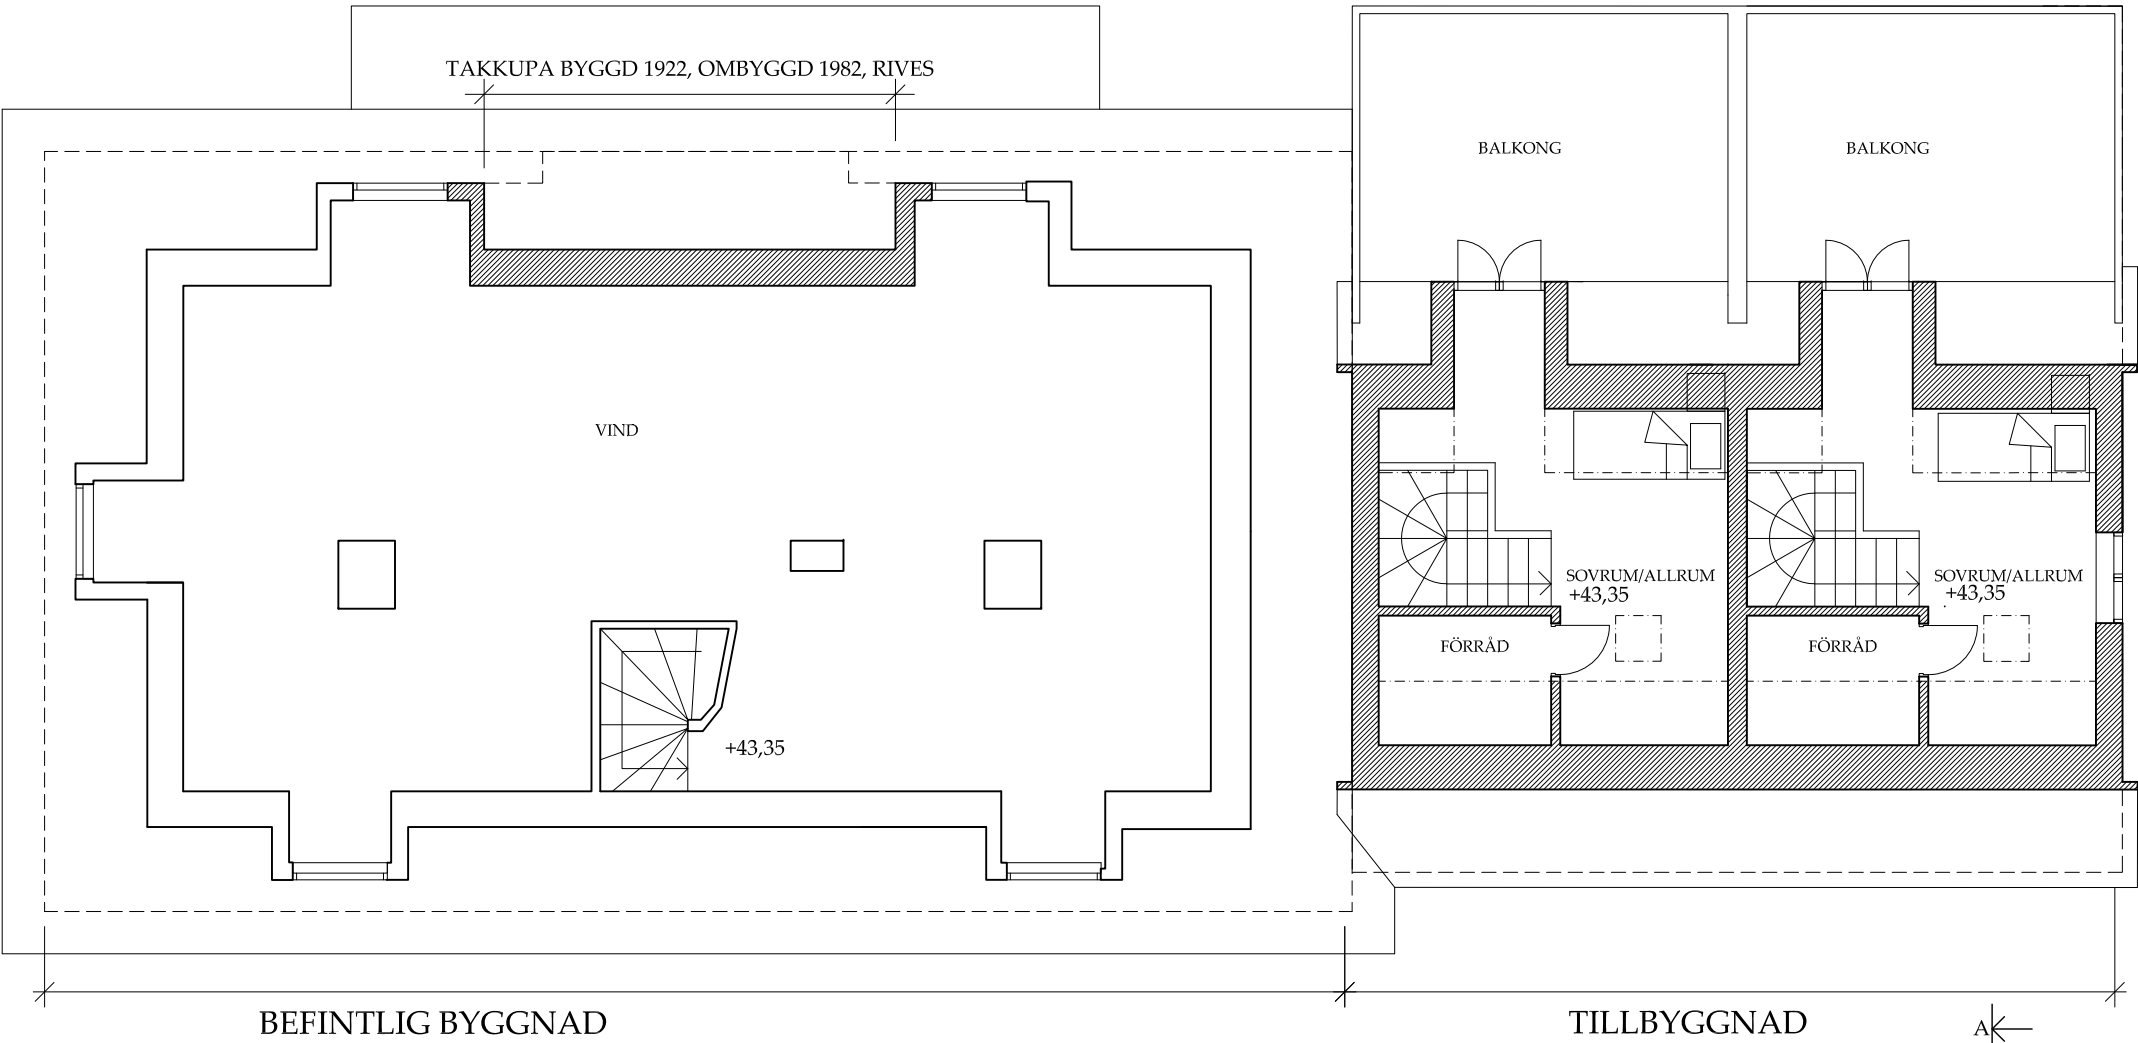 TAKKUPA BYGGD 1922, OMBYGGD 1982, RIVES
BALKONG
BALKONG
VIND
SOVRUM/ALLRUM
+43,35
SOVRUM/ALLRUM
+43,35
FÖRRÅD
FÖRRÅD
+43,35
BEFINTLIG BYGGNAD
TILLBYGGNAD
A